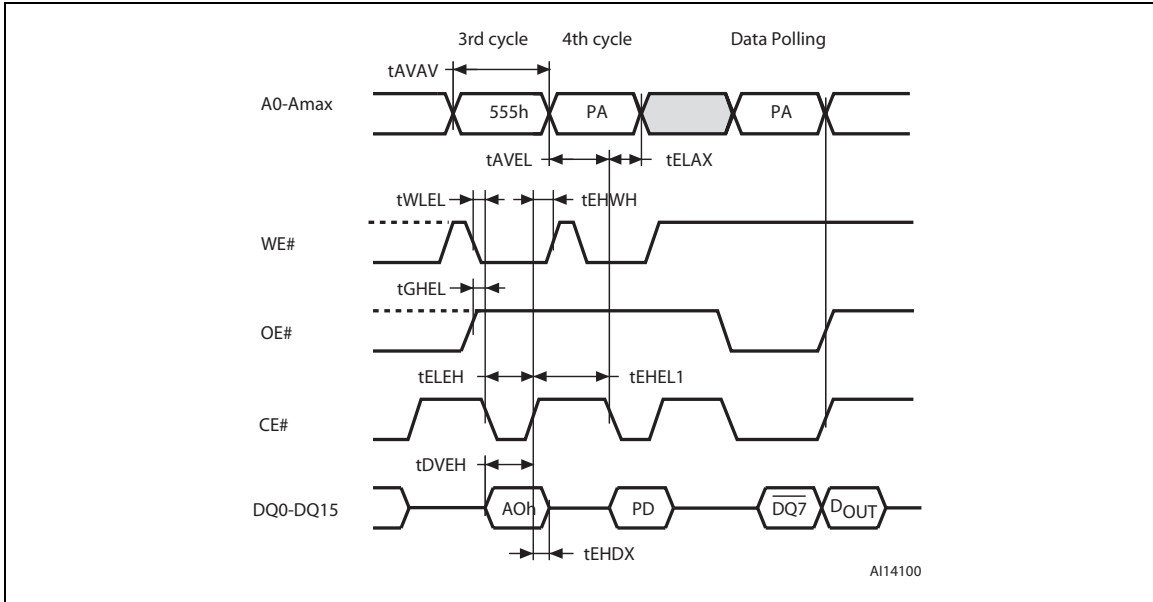 3rd cycle 4th cycle Data Polling
tAVAV
A0-Amax 555h PA PA
tAVEL tELAX
tWLEL tEHWH
WE#
tGHEL
OE#
tELEH tEHEL1
CE#
tDVEH
DQ0-DQ15 AOh PD DQ7 DOUT
tEHDX
AI14100